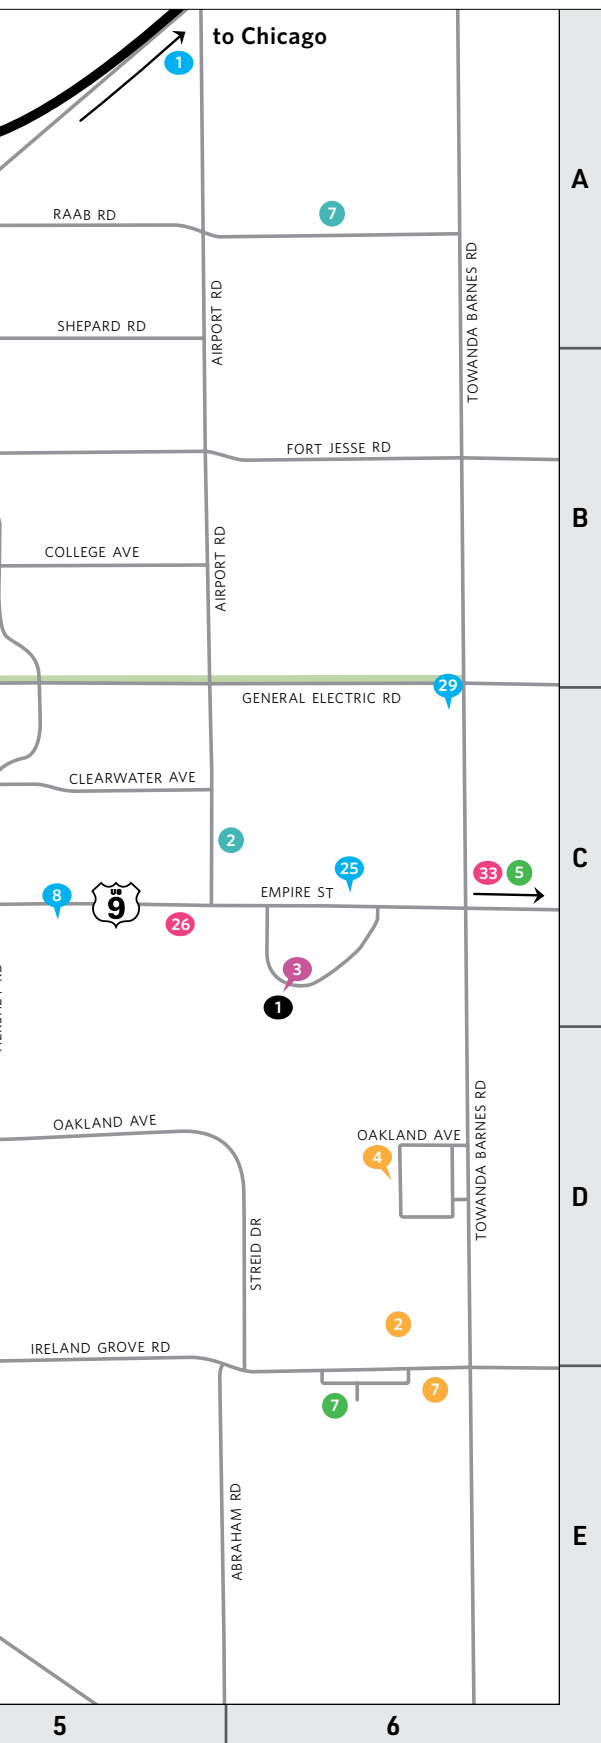 to Chicago
1
A
7
RAAB RD
AIRPORT RD
TOWANDA BARNES RD
SHEPARD RD
FORT JESSE RD
B
AIRPORT RD
COLLEGE AVE
29
GENERAL ELECTRIC RD
CLEARWATER AVE
2
C
25
33 5
8
US
9
EMPIRE ST
26
3
1
TOWANDA BARNES RD
OAKLAND AVE
OAKLAND AVE
4
D
STREID DR
2
IRELAND GROVE RD
7
7
ABRAHAM RD
E
5
6